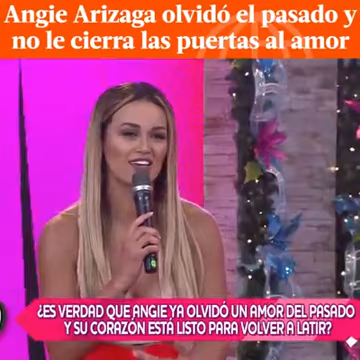 Angie Arizaga olvidó el pasado y
no le cierra las puertas al amor
¿ES VERDAD QUE ANGIE YA OLVIDÓ UN AMOR DEL PASADO
Y SU CORAZÓN ESTÁ LISTO PARA VOLVER A LATIR?